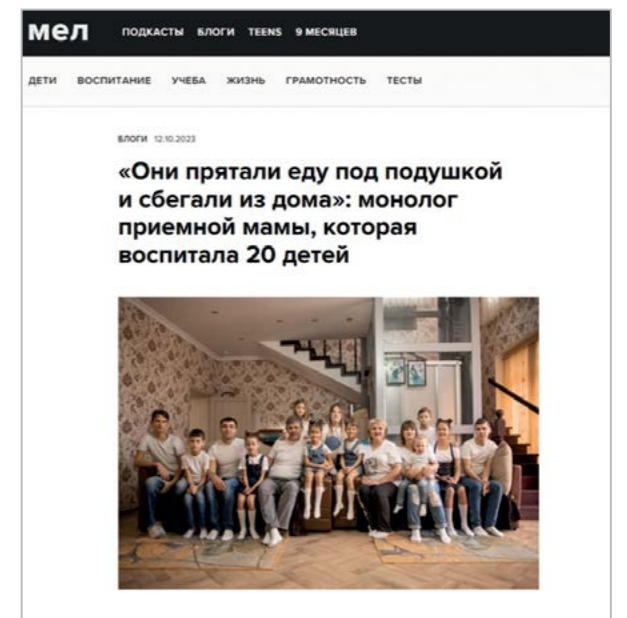 мел ПОДКАСТЫ БЛОГИ TEENS 9 МЕСЯЦЕВ
ДЕТИ ВОСПИТАНИЕ УЧЕБА ЖИЗНЬ ГРАМОТНОСТЬ ТЕСТЫ
БЛОГИ 12.10.2023
«Они прятали еду под подушкой
и сбегали из дома»: монолог
приемной мамы, которая
воспитала 20 детей